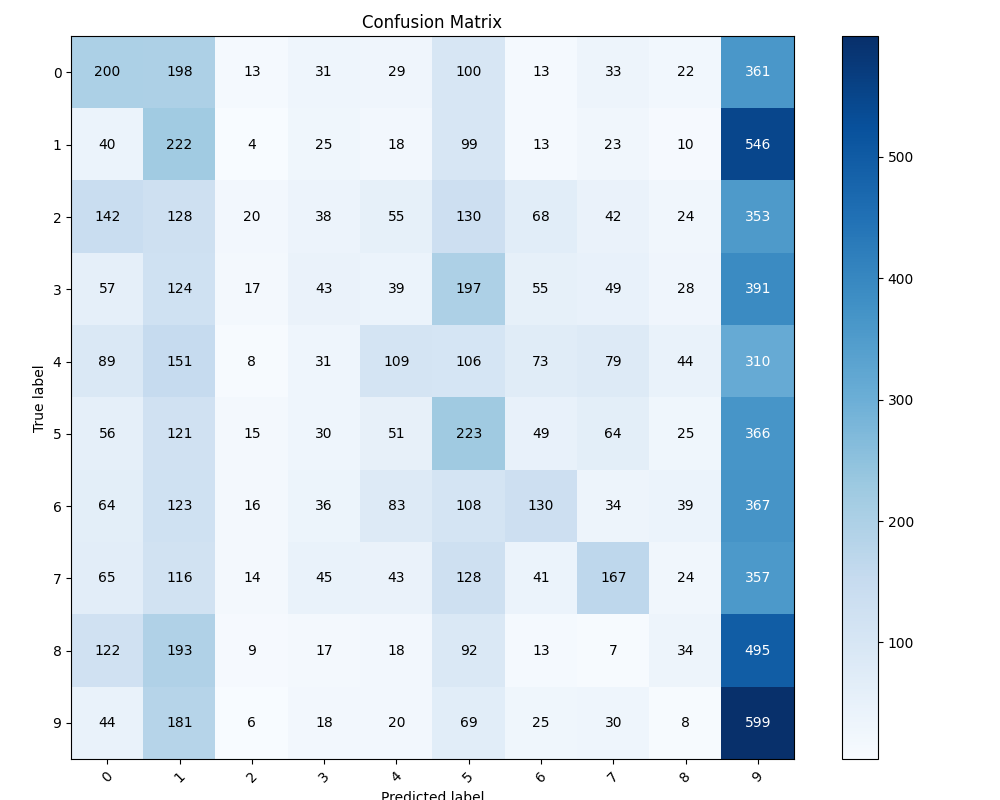 Confusion Matrix
0 200 198 13 31 29 100 13 33 22 361
1 40 222 4 25 18 99 13 23 10 546
500
2 142 128 20 38 55 130 68 42 24 353
400
3 57 124 17 43 39 197 55 49 28 391
True label
4 89 151 8 31 109 106 73 79 44 310
300
5 56 121 15 30 51 223 49 64 25 366
6 64 123 16 36 83 108 130 34 39 367
200
7 65 116 14 45 43 128 41 167 24 357
8 122 193 9 17 18 92 13 7 34 495
100
9 44 181 6 18 20 69 25 30 8 599
0 1 2 3 4 5 6 7 8 9
Predicted label